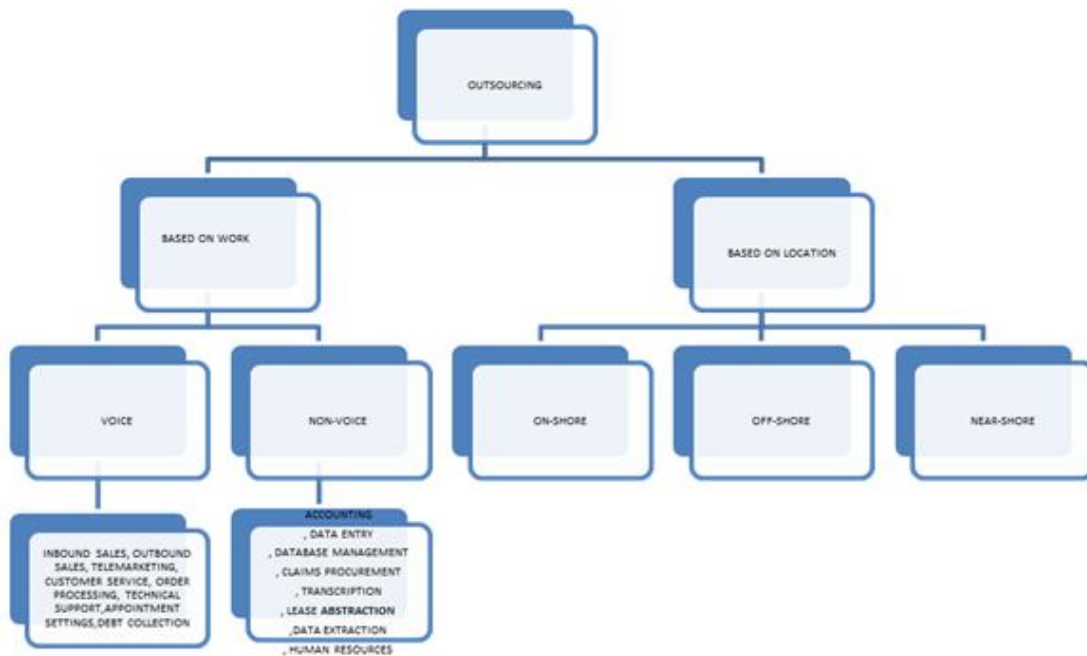 OUTSOURCING
BASED ON WORK
BASED ON LOCATION
VOICE
NON-VOICE
ON-SHORE
OFF-SHORE
NEAR-SHORE
INBOUND SALES, OUTBOUND
SALES, TELEMARKETING,
CUSTOMER SERVICE, ORDER
PROCESSING, TECHNICAL
SUPPORT,APPOINTMENT
SETTINGS,DEBT COLLECTION
ACCOUNTING
, DATA ENTRY
, DATABASE MANAGEMENT
, CLAIMS PROCUREMENT
, TRANSCRIPTION
, LEASE ABSTRACTION
,DATA EXTRACTION
, HUMAN RESOURCES